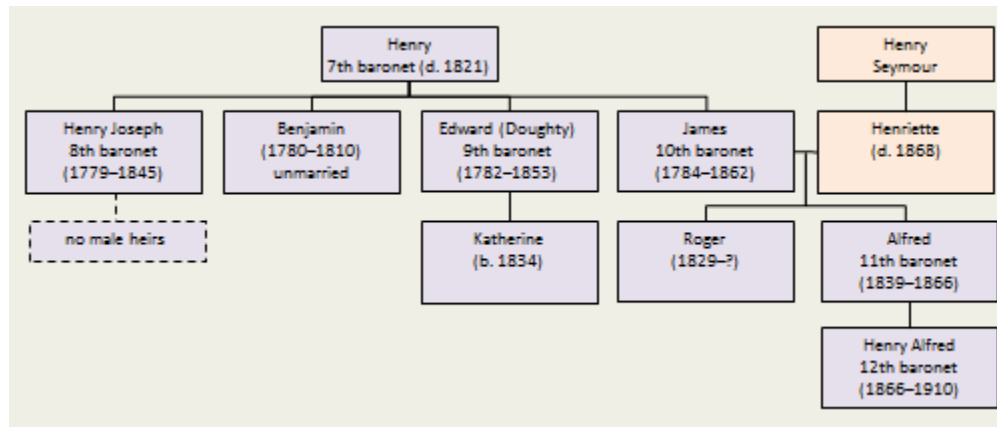 Henry
7th baronet (d. 1821)
Henry
Seymour
Henry Joseph
8th baronet
(1779–1845)
Benjamin
(1780–1810)
unmarried
Edward (Doughty)
9th baronet
(1782–1853)
James
10th baronet
(1784–1862)
Henriette
(d. 1868)
no male heirs
Katherine
(b. 1834)
Roger
(1829–?)
Alfred
11th baronet
(1839–1866)
Henry Alfred
12th baronet
(1866–1910)